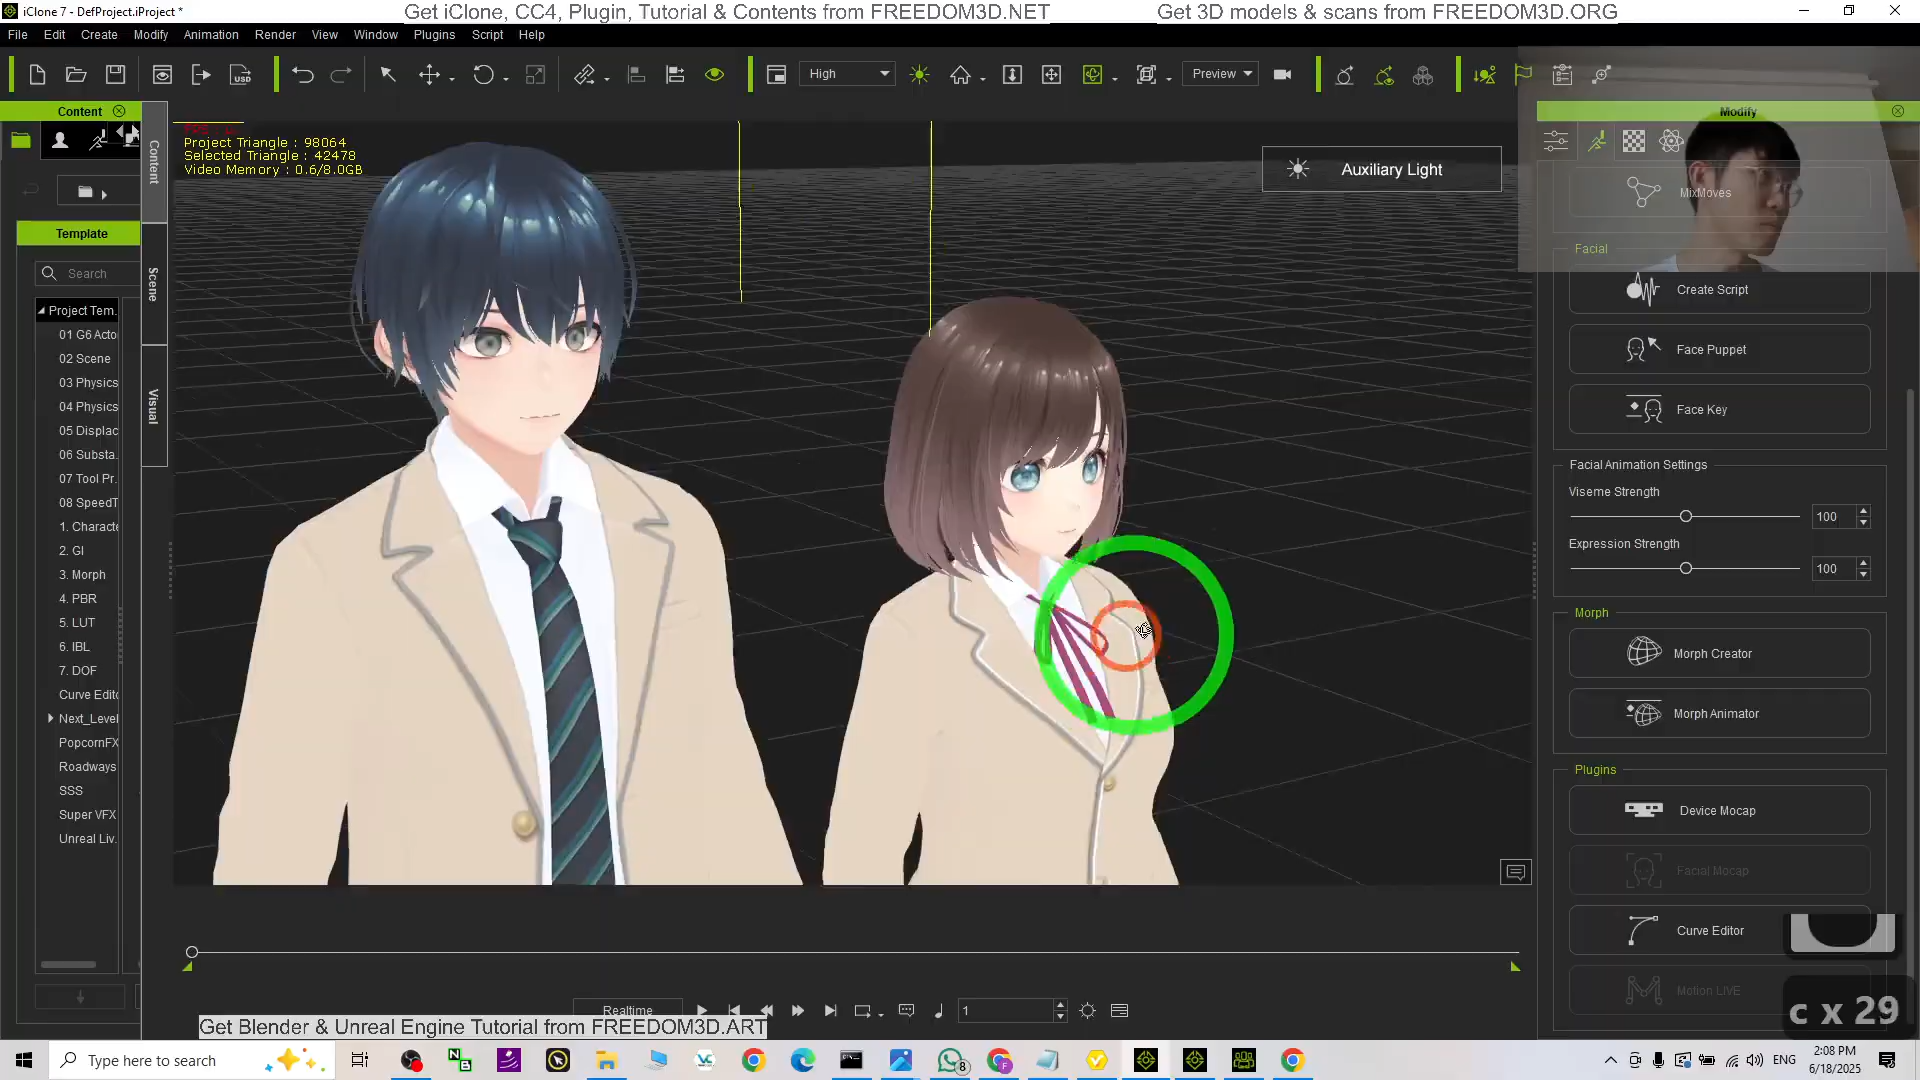 iClone 7 - DefProject.iProject *
Get iClone, CC4, Plugin, Tutorial & Contents from FREEDOM3D.NET
Get 3D models & scans from FREEDOM3D.ORG
File Edit Create Modify Animation Render View Window Plugins Script Help
High
Preview
Content
Modify
Content
Scene
Visual
Project Triangle : 98064
Selected Triangle : 42478
Video Memory : 0.6/8.0GB
Auxiliary Light
Template
Search
Project Tem.
01 G6 Acto
02 Scene
03 Physics
04 Physics
05 Displac
06 Substa.
07 Tool Pr.
08 SpeedT
1. Characte
2. GI
3. Morph
4. PBR
5. LUT
6. IBL
7. DOF
Curve Edito
Next_Level
PopcornFX
Roadways
SSS
Super VFX
Unreal Liv.
MixMoves
Facial
Create Script
Face Puppet
Face Key
Facial Animation Settings
Viseme Strength
100
Expression Strength
100
Morph
Morph Creator
Morph Animator
Plugins
Device Mocap
Facial Mocap
Curve Editor
Motion LIVE
c x 29
Realtime
1
Get Blender & Unreal Engine Tutorial from FREEDOM3D.ART
Type here to search
8
ENG
2:08 PM
6/18/2025